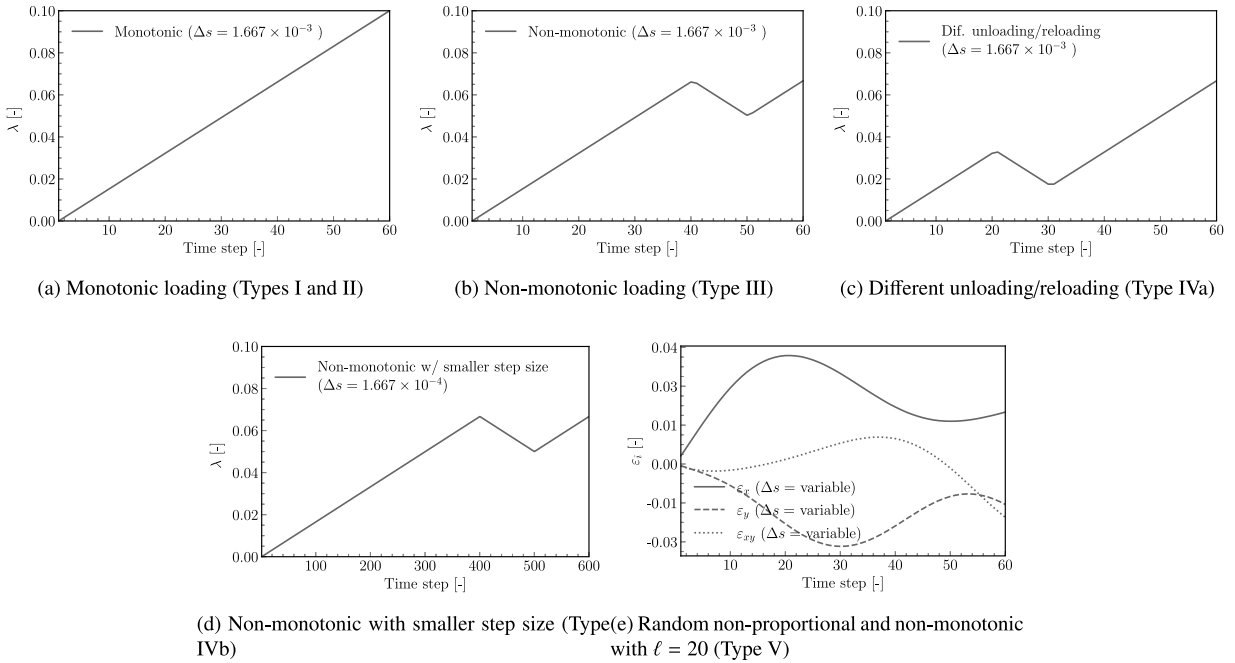 0.10
0.08
0.06
0.04
0.02
0.00
λ [-]
Monotonic (Δs = 1.667 × 10⁻³ )
10 20 30 40 50 60
Time step [-]
(a) Monotonic loading (Types I and II)
0.10
0.08
0.06
0.04
0.02
0.00
λ [-]
Non-monotonic (Δs = 1.667 × 10⁻³ )
10 20 30 40 50 60
Time step [-]
(b) Non-monotonic loading (Type III)
0.10
0.08
0.06
0.04
0.02
0.00
λ [-]
Dif. unloading/reloading
(Δs = 1.667 × 10⁻³ )
10 20 30 40 50 60
Time step [-]
(c) Different unloading/reloading (Type IVa)
0.10
0.08
0.06
0.04
0.02
0.00
λ [-]
Non-monotonic w/ smaller step size
(Δs = 1.667 × 10⁻⁴)
100 200 300 400 500 600
Time step [-]
(d) Non-monotonic with smaller step size (Type
IVb)
0.04
0.03
0.01
0.00
-0.01
-0.03
εᵢ [-]
εₓ (Δs = variable)
ε_y (Δs = variable)
ε_xy (Δs = variable)
10 20 30 40 50 60
Time step [-]
(e) Random non-proportional and non-monotonic
with ℓ = 20 (Type V)